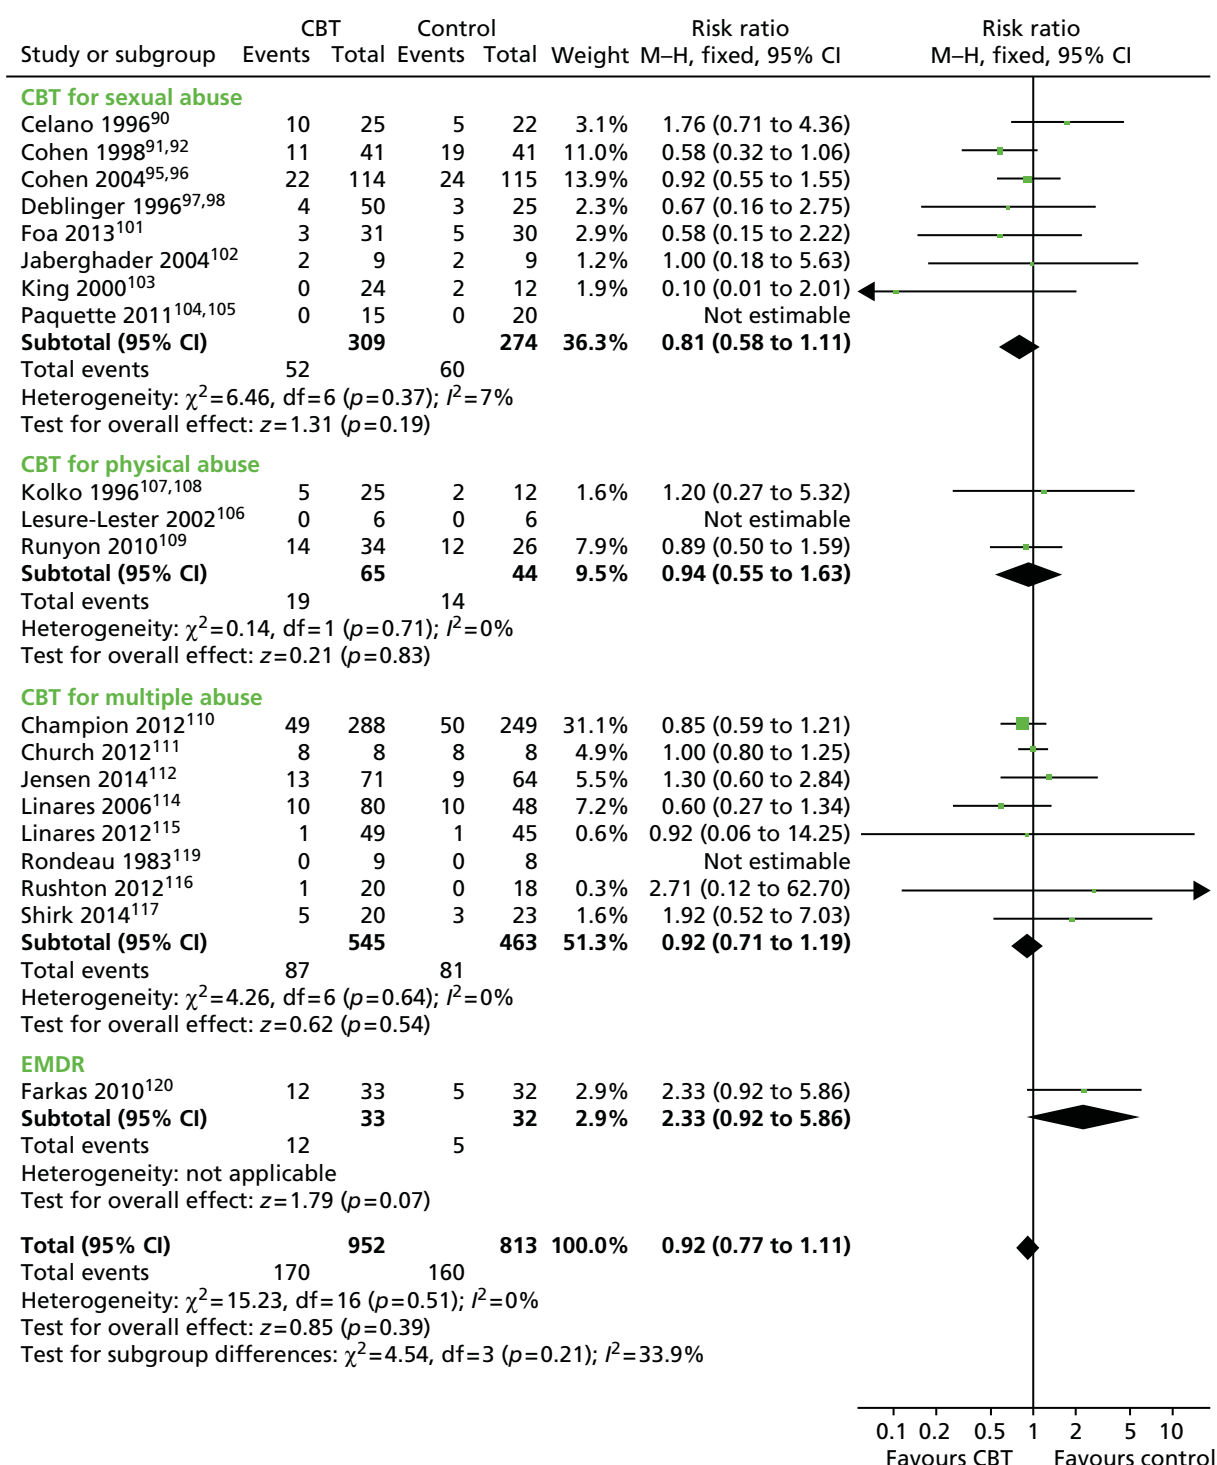 CBT Control Risk ratio Risk ratio
Study or subgroup Events Total Events Total Weight M–H, fixed, 95% CI M–H, fixed, 95% CI
CBT for sexual abuse
Celano 1996⁹⁰ 10 25 5 22 3.1% 1.76 (0.71 to 4.36)
Cohen 1998⁹¹,⁹² 11 41 19 41 11.0% 0.58 (0.32 to 1.06)
Cohen 2004⁹⁵,⁹⁶ 22 114 24 115 13.9% 0.92 (0.55 to 1.55)
Deblinger 1996⁹⁷,⁹⁸ 4 50 3 25 2.3% 0.67 (0.16 to 2.75)
Foa 2013¹⁰¹ 3 31 5 30 2.9% 0.58 (0.15 to 2.22)
Jaberghader 2004¹⁰² 2 9 2 9 1.2% 1.00 (0.18 to 5.63)
King 2000¹⁰³ 0 24 2 12 1.9% 0.10 (0.01 to 2.01)
Paquette 2011¹⁰⁴,¹⁰⁵ 0 15 0 20 Not estimable
Subtotal (95% CI) 309 274 36.3% 0.81 (0.58 to 1.11)
Total events 52 60
Heterogeneity: χ²=6.46, df=6 (p=0.37); I²=7%
Test for overall effect: z=1.31 (p=0.19)
CBT for physical abuse
Kolko 1996¹⁰⁷,¹⁰⁸ 5 25 2 12 1.6% 1.20 (0.27 to 5.32)
Lesure-Lester 2002¹⁰⁶ 0 6 0 6 Not estimable
Runyon 2010¹⁰⁹ 14 34 12 26 7.9% 0.89 (0.50 to 1.59)
Subtotal (95% CI) 65 44 9.5% 0.94 (0.55 to 1.63)
Total events 19 14
Heterogeneity: χ²=0.14, df=1 (p=0.71); I²=0%
Test for overall effect: z=0.21 (p=0.83)
CBT for multiple abuse
Champion 2012¹¹⁰ 49 288 50 249 31.1% 0.85 (0.59 to 1.21)
Church 2012¹¹¹ 8 8 8 8 4.9% 1.00 (0.80 to 1.25)
Jensen 2014¹¹² 13 71 9 64 5.5% 1.30 (0.60 to 2.84)
Linares 2006¹¹⁴ 10 80 10 48 7.2% 0.60 (0.27 to 1.34)
Linares 2012¹¹⁵ 1 49 1 45 0.6% 0.92 (0.06 to 14.25)
Rondeau 1983¹¹⁹ 0 9 0 8 Not estimable
Rushton 2012¹¹⁶ 1 20 0 18 0.3% 2.71 (0.12 to 62.70)
Shirk 2014¹¹⁷ 5 20 3 23 1.6% 1.92 (0.52 to 7.03)
Subtotal (95% CI) 545 463 51.3% 0.92 (0.71 to 1.19)
Total events 87 81
Heterogeneity: χ²=4.26, df=6 (p=0.64); I²=0%
Test for overall effect: z=0.62 (p=0.54)
EMDR
Farkas 2010¹²⁰ 12 33 5 32 2.9% 2.33 (0.92 to 5.86)
Subtotal (95% CI) 33 32 2.9% 2.33 (0.92 to 5.86)
Total events 12 5
Heterogeneity: not applicable
Test for overall effect: z=1.79 (p=0.07)
Total (95% CI) 952 813 100.0% 0.92 (0.77 to 1.11)
Total events 170 160
Heterogeneity: χ²=15.23, df=16 (p=0.51); I²=0%
Test for overall effect: z=0.85 (p=0.39)
Test for subgroup differences: χ²=4.54, df=3 (p=0.21); I²=33.9%
0.1 0.2 0.5 1 2 5 10
Favours CBT Favours control